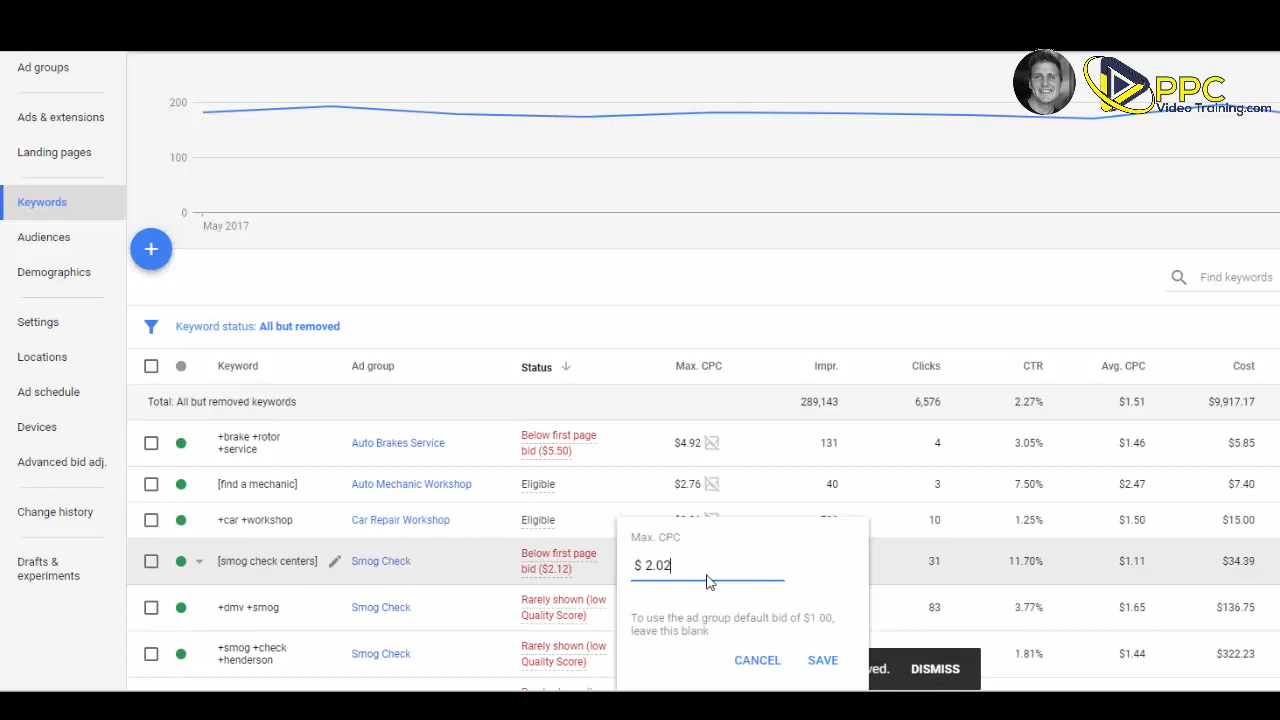 PPC
Video Training.com
Ad groups
Ads & extensions
Landing pages
Keywords
Audiences
Demographics
Settings
Locations
Ad schedule
Devices
Advanced bid adj.
Change history
Drafts &
experiments
200
100
0
May 2017
+
Find keywords
Keyword status: All but removed
Keyword Ad group Status Max. CPC Impr. Clicks CTR Avg. CPC Cost
Total: All but removed keywords 289,143 6,576 2.27% $1.51 $9,917.17
+brake +rotor
+service
Auto Brakes Service
Below first page
bid ($5.50)
$4.92 131 4 3.05% $1.46 $5.85
[find a mechanic] Auto Mechanic Workshop Eligible $2.76 40 3 7.50% $2.47 $7.40
+car +workshop Car Repair Workshop Eligible 10 1.25% $1.50 $15.00
[smog check centers] Smog Check
Below first page
bid ($2.12)
31 11.70% $1.11 $34.39
+dmv +smog Smog Check
Rarely shown (low
Quality Score)
83 3.77% $1.65 $136.75
+smog +check
+henderson
Smog Check
Rarely shown (low
Quality Score)
1.81% $1.44 $322.23
Max. CPC
$ 2.02
To use the ad group default bid of $1.00,
leave this blank
CANCEL SAVE
ved. DISMISS